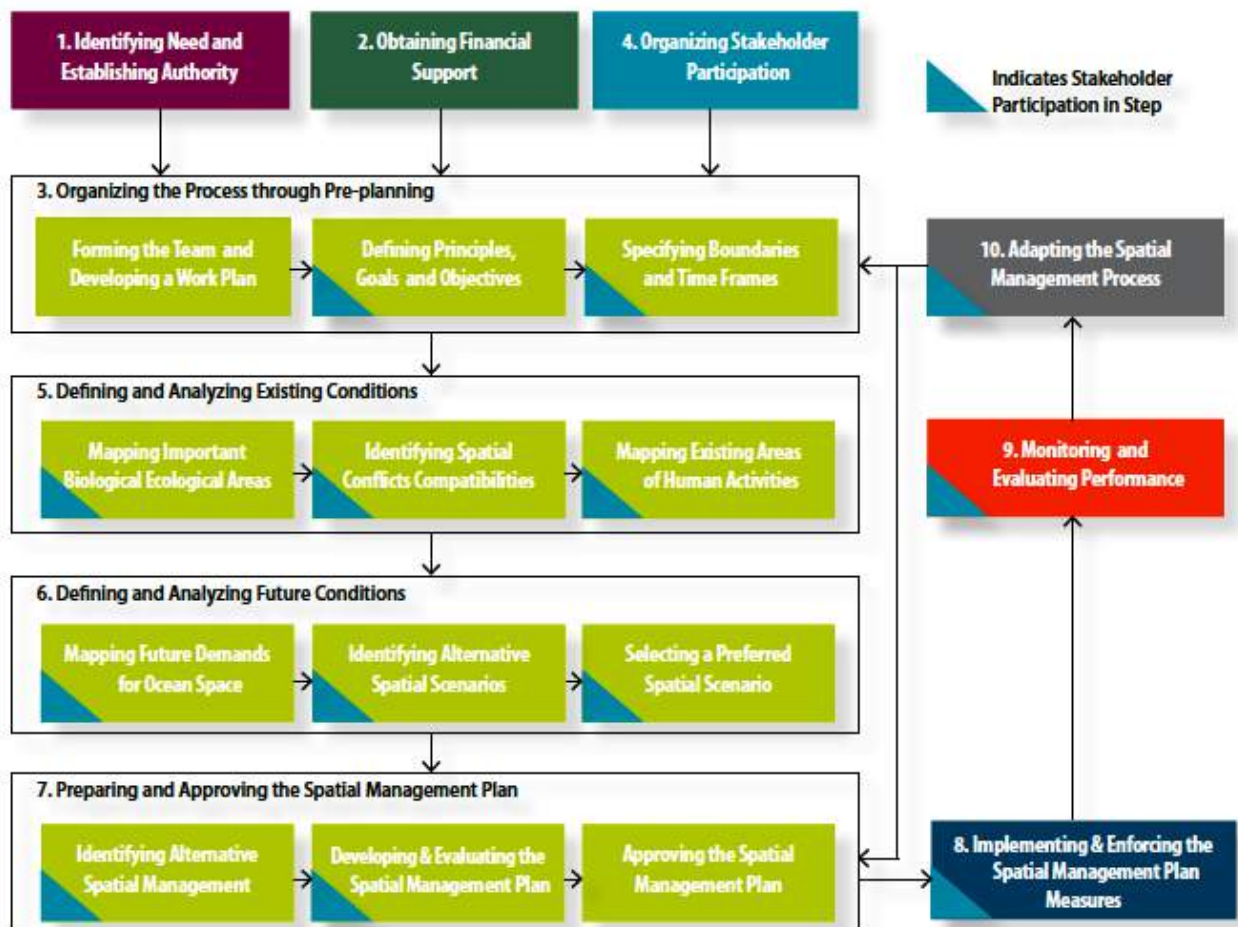 1. Identifying Need and
Establishing Authority
2. Obtaining Financial
Support
4. Organizing Stakeholder
Participation
Indicates Stakeholder
Participation in Step
3. Organizing the Process through Pre-planning
Forming the Team and
Developing a Work Plan
Defining Principles,
Goals and Objectives
Specifying Boundaries
and Time Frames
10. Adapting the Spatial
Management Process
5. Defining and Analyzing Existing Conditions
Mapping Important
Biological Ecological Areas
Identifying Spatial
Conflicts Compatibilities
Mapping Existing Areas
of Human Activities
9. Monitoring and
Evaluating Performance
6. Defining and Analyzing Future Conditions
Mapping Future Demands
for Ocean Space
Identifying Alternative
Spatial Scenarios
Selecting a Preferred
Spatial Scenario
7. Preparing and Approving the Spatial Management Plan
Identifying Alternative
Spatial Management
Developing & Evaluating the
Spatial Management Plan
Approving the Spatial
Management Plan
8. Implementing & Enforcing the
Spatial Management Plan
Measures